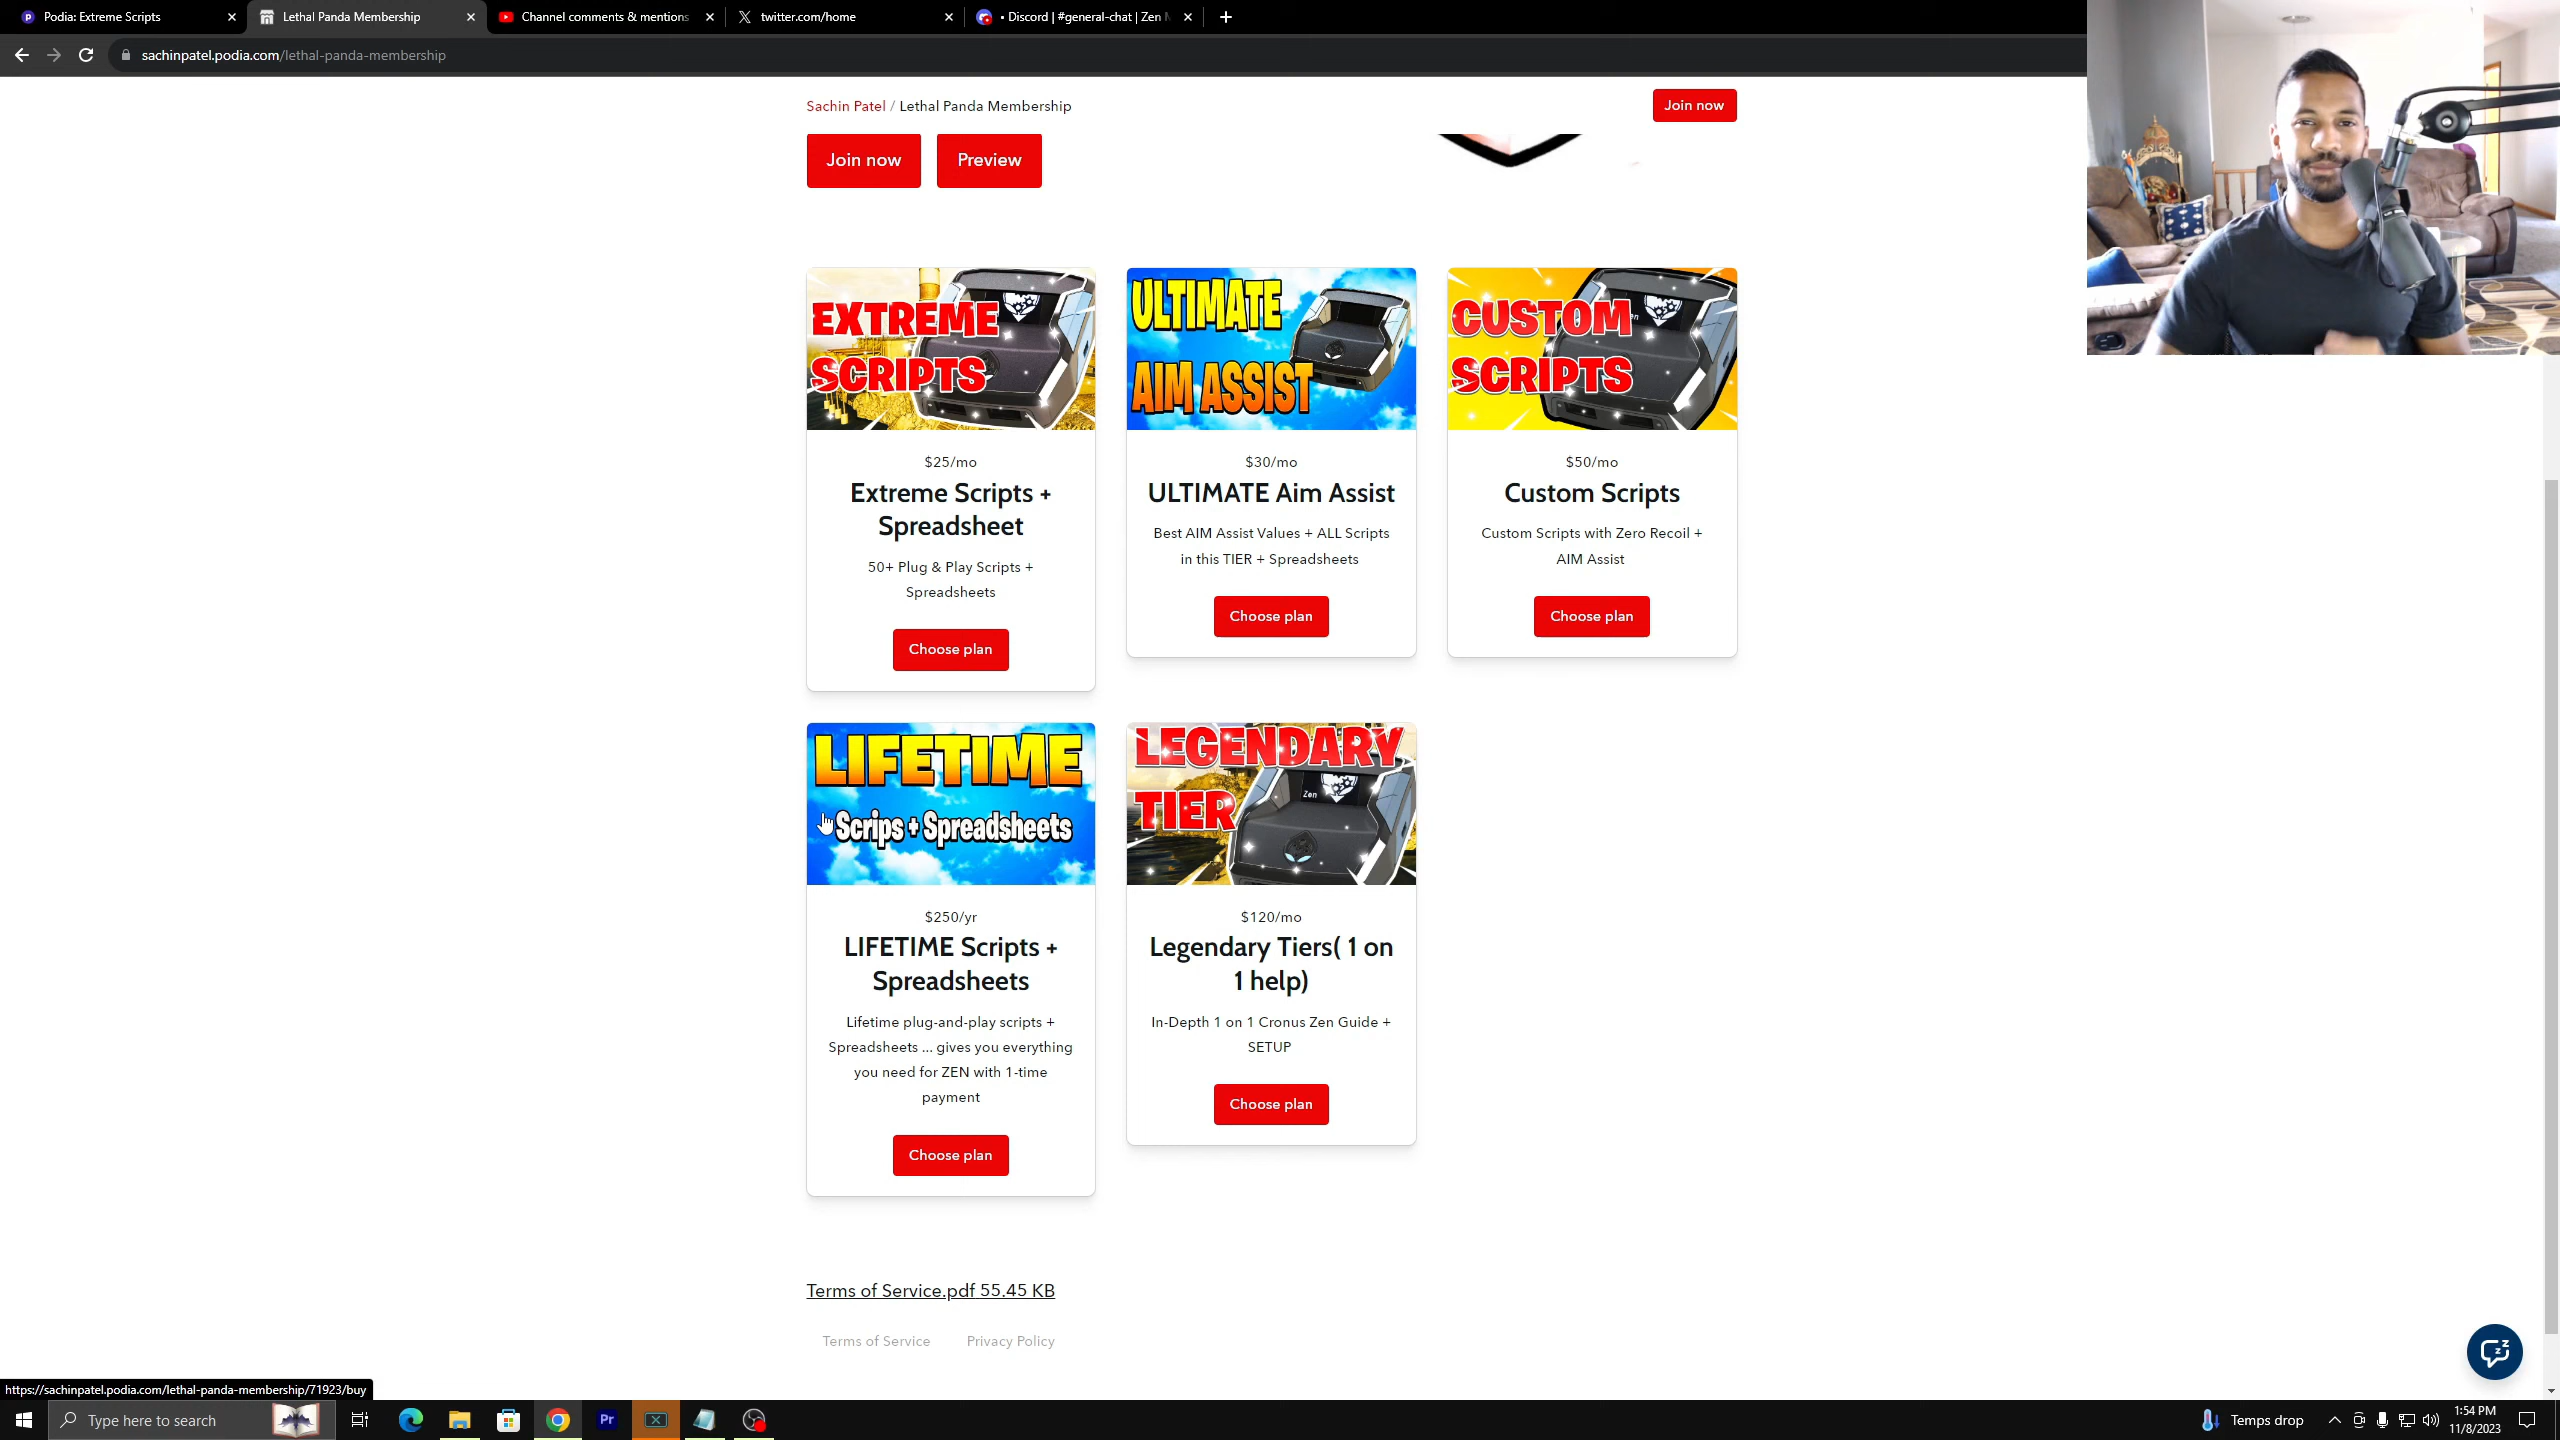 Podia: Extreme Scripts
Lethal Panda Membership
Channel comments & mentions
twitter.com/home
• Discord | #general-chat | Zen
sachinpatel.podia.com/lethal-panda-membership
Sachin Patel / Lethal Panda Membership
Join now
Join now
Preview
EXTREME
SCRIPTS
ULTIMATE
AIM ASSIST
CUSTOM
SCRIPTS
$25/mo
Extreme Scripts +
Spreadsheet
50+ Plug & Play Scripts +
Spreadsheets
Choose plan
$30/mo
ULTIMATE Aim Assist
Best AIM Assist Values + ALL Scripts
in this TIER + Spreadsheets
Choose plan
$50/mo
Custom Scripts
Custom Scripts with Zero Recoil +
AIM Assist
Choose plan
LIFETIME
Scrips + Spreadsheets
LEGENDARY
TIER
Zen
$250/yr
LIFETIME Scripts +
Spreadsheets
Lifetime plug-and-play scripts +
Spreadsheets ... gives you everything
you need for ZEN with 1-time
payment
Choose plan
$120/mo
Legendary Tiers( 1 on
1 help)
In-Depth 1 on 1 Cronus Zen Guide +
SETUP
Choose plan
Terms of Service.pdf 55.45 KB
Terms of Service
Privacy Policy
https://sachinpatel.podia.com/lethal-panda-membership/71923/buy
Type here to search
Pr
Temps drop
1:54 PM
11/8/2023